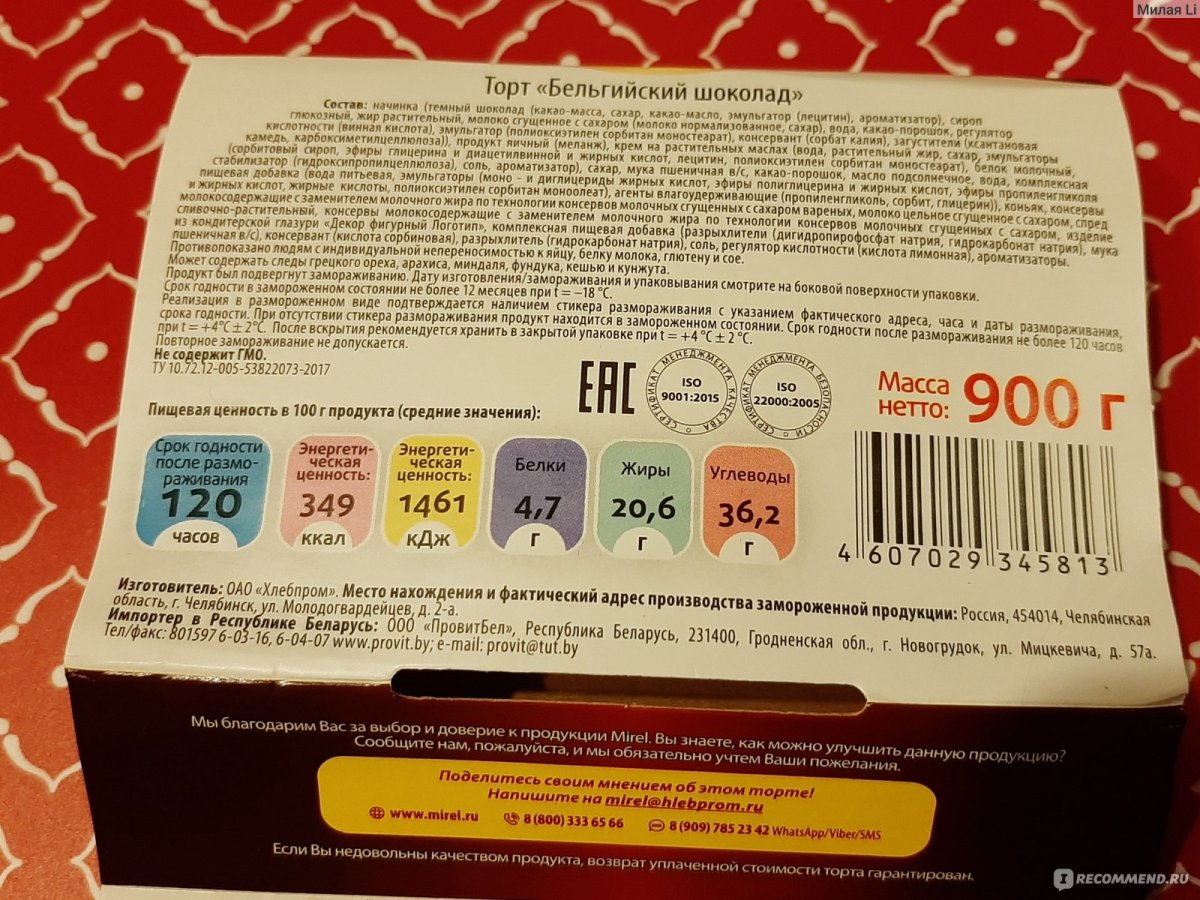 Милая Li
Торт «Бельгийский шоколад»
Состав: начинка (темный шоколад (какао-масса, сахар, какао-масло, эмульгатор (лецитин), ароматизатор), сироп
глюкозный, жир растительный, молоко сгущенное с сахаром (молоко нормализованное, сахар), вода, какао-порошок, регулятор
кислотности (винная кислота), эмульгатор (полиоксиэтилен сорбитан моностеарат), консервант (сорбат калия), загустители (ксантановая
камедь, карбоксиметилцеллюлоза)), продукт яичный (меланж), крем на растительных маслах (вода, растительный жир, сахар, эмульгаторы
(сорбитовый сироп, эфиры глицерина и диацетилвинной и жирных кислот, лецитин, полиоксиэтилен сорбитан моностеарат), белок молочный,
стабилизатор (гидроксипропилцеллюлоза), соль, ароматизатор), сахар, мука пшеничная в/с, какао-порошок, масло подсолнечное, вода, комплексная
пищевая добавка (вода питьевая, эмульгаторы (моно - и диглицериды жирных кислот, эфиры полиглицерина и жирных кислот, эфиры пропиленгликоля
и жирных кислот, жирные кислоты, полиоксиэтилен сорбитан моноолеат), агенты влагоудерживающие (пропиленгликоль, сорбит, глицерин)), коньяк, консервы
молокосодержащие с заменителем молочного жира по технологии консервов молочных сгущенных с сахаром вареных, молоко цельное сгущенное с сахаром, спред
сливочно-растительный, консервы молокосодержащие с заменителем молочного жира по технологии консервов молочных сгущенных с сахаром, изделие
из кондитерской глазури «Декор фигурный Логотип», комплексная пищевая добавка (разрыхлители (дигидропирофосфат натрия, гидрокарбонат натрия), мука
пшеничная в/с), консервант (кислота сорбиновая), разрыхлитель (гидрокарбонат натрия), соль, регулятор кислотности (кислота лимонная), ароматизаторы.
Противопоказано людям с индивидуальной непереносимостью к яйцу, белку молока, глютену и сое.
Может содержать следы грецкого ореха, арахиса, миндаля, фундука, кешью и кунжута.
Продукт был подвергнут замораживанию. Дату изготовления/замораживания и упаковывания смотрите на боковой поверхности упаковки.
Срок годности в замороженном состоянии не более 12 месяцев при t = –18 °C.
Реализация в размороженном виде подтверждается наличием стикера размораживания с указанием фактического адреса, часа и даты размораживания,
срока годности. При отсутствии стикера размораживания продукт находится в замороженном состоянии. Срок годности после размораживания не более 120 часов
при t = +4°C ± 2°C. После вскрытия рекомендуется хранить в закрытой упаковке при t = +4 °C ± 2 °C.
Повторное замораживание не допускается.
Не содержит ГМО.
ТУ 10.72.12-005-53822073-2017
EAC
СЕРТИФИКАТ МЕНЕДЖМЕНТА КАЧЕСТВА
ISO
9001:2015
СЕРТИФИКАТ МЕНЕДЖМЕНТА БЕЗОПАСНОСТИ
ISO
22000:2005
Масса
нетто: 900 г
Пищевая ценность в 100 г продукта (средние значения):
Срок годности
после размо-
раживания
120
часов
Энергети-
ческая
ценность:
349
ккал
Энергети-
ческая
ценность:
1461
кДж
Белки
4,7
г
Жиры
20,6
г
Углеводы
36,2
г
4 607029 345813
Изготовитель: ОАО «Хлебпром». Место нахождения и фактический адрес производства замороженной продукции: Россия, 454014, Челябинская
область, г. Челябинск, ул. Молодогвардейцев, д. 2-а.
Импортер в Республике Беларусь: ООО «ПровитБел», Республика Беларусь, 231400, Гродненская обл., г. Новогрудок, ул. Мицкевича, д. 57а.
Тел/факс: 801597 6-03-16, 6-04-07 www.provit.by; e-mail: provit@tut.by
Мы благодарим Вас за выбор и доверие к продукции Mirel. Вы знаете, как можно улучшить данную продукцию?
Сообщите нам, пожалуйста, и мы обязательно учтем Ваши пожелания.
Поделитесь своим мнением об этом торте!
Напишите на mirel@hlebprom.ru
www.mirel.ru 8 (800) 333 65 66 8 (909) 785 23 42 WhatsApp/Viber/SMS
Если Вы недовольны качеством продукта, возврат уплаченной стоимости торта гарантирован.
IRECOMMEND.RU